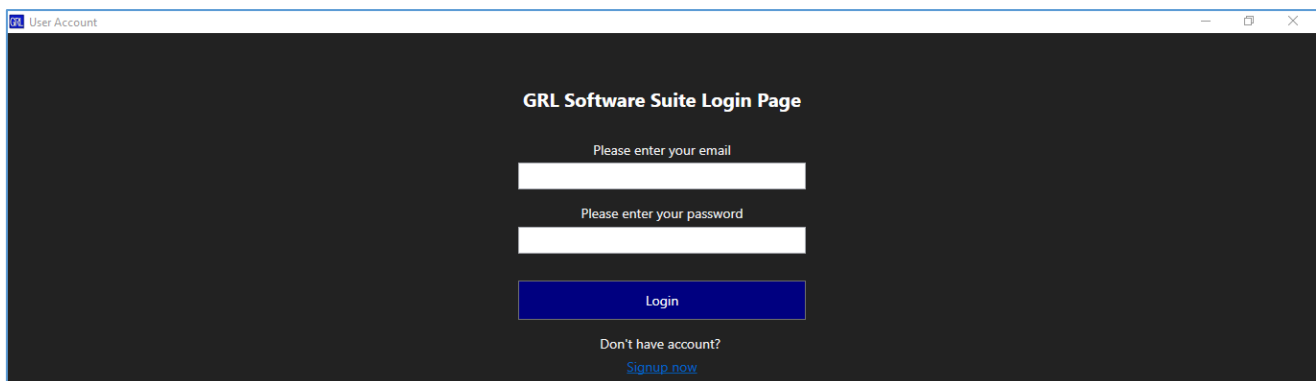 GRL User Account
GRL Software Suite Login Page
Please enter your email
Please enter your password
Login
Don't have account?
Signup now